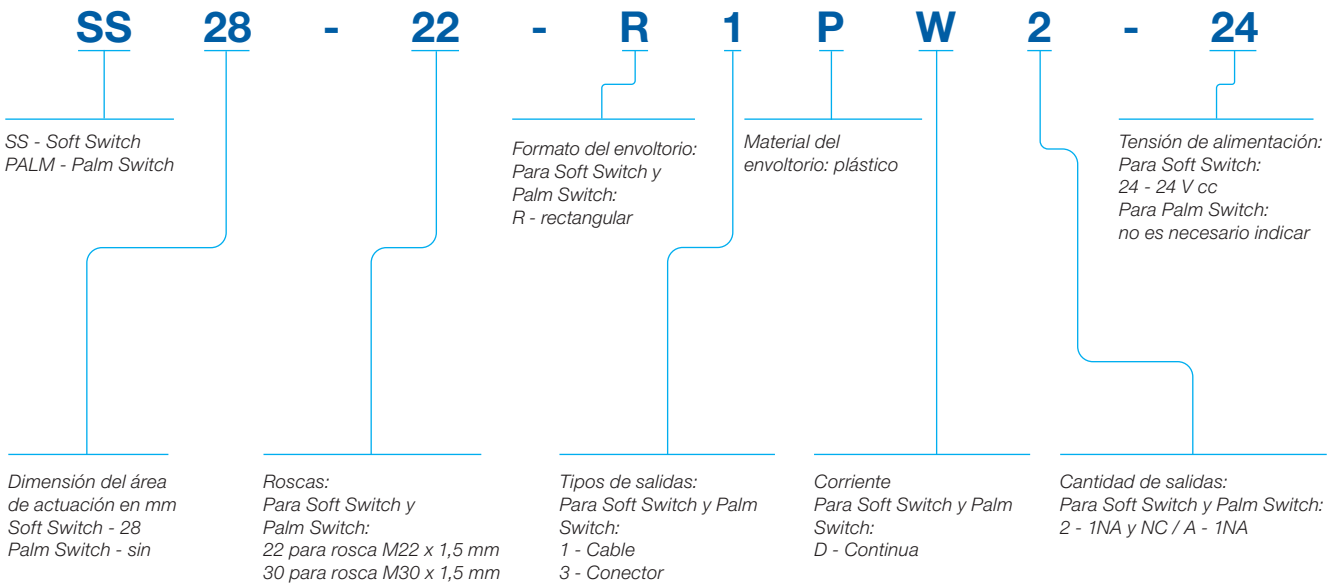 SS 28 - 22 - R 1 P W 2 - 24
SS - Soft Switch
PALM - Palm Switch
Formato del envoltorio:
Para Soft Switch y
Palm Switch:
R - rectangular
Material del
envoltorio: plástico
Tensión de alimentación:
Para Soft Switch:
24 - 24 V cc
Para Palm Switch:
no es necesario indicar
Dimensión del área
de actuación en mm
Soft Switch - 28
Palm Switch - sin
Roscas:
Para Soft Switch y
Palm Switch:
22 para rosca M22 x 1,5 mm
30 para rosca M30 x 1,5 mm
Tipos de salidas:
Para Soft Switch y Palm
Switch:
1 - Cable
3 - Conector
Corriente
Para Soft Switch y Palm
Switch:
D - Continua
Cantidad de salidas:
Para Soft Switch y Palm Switch:
2 - 1NA y NC / A - 1NA